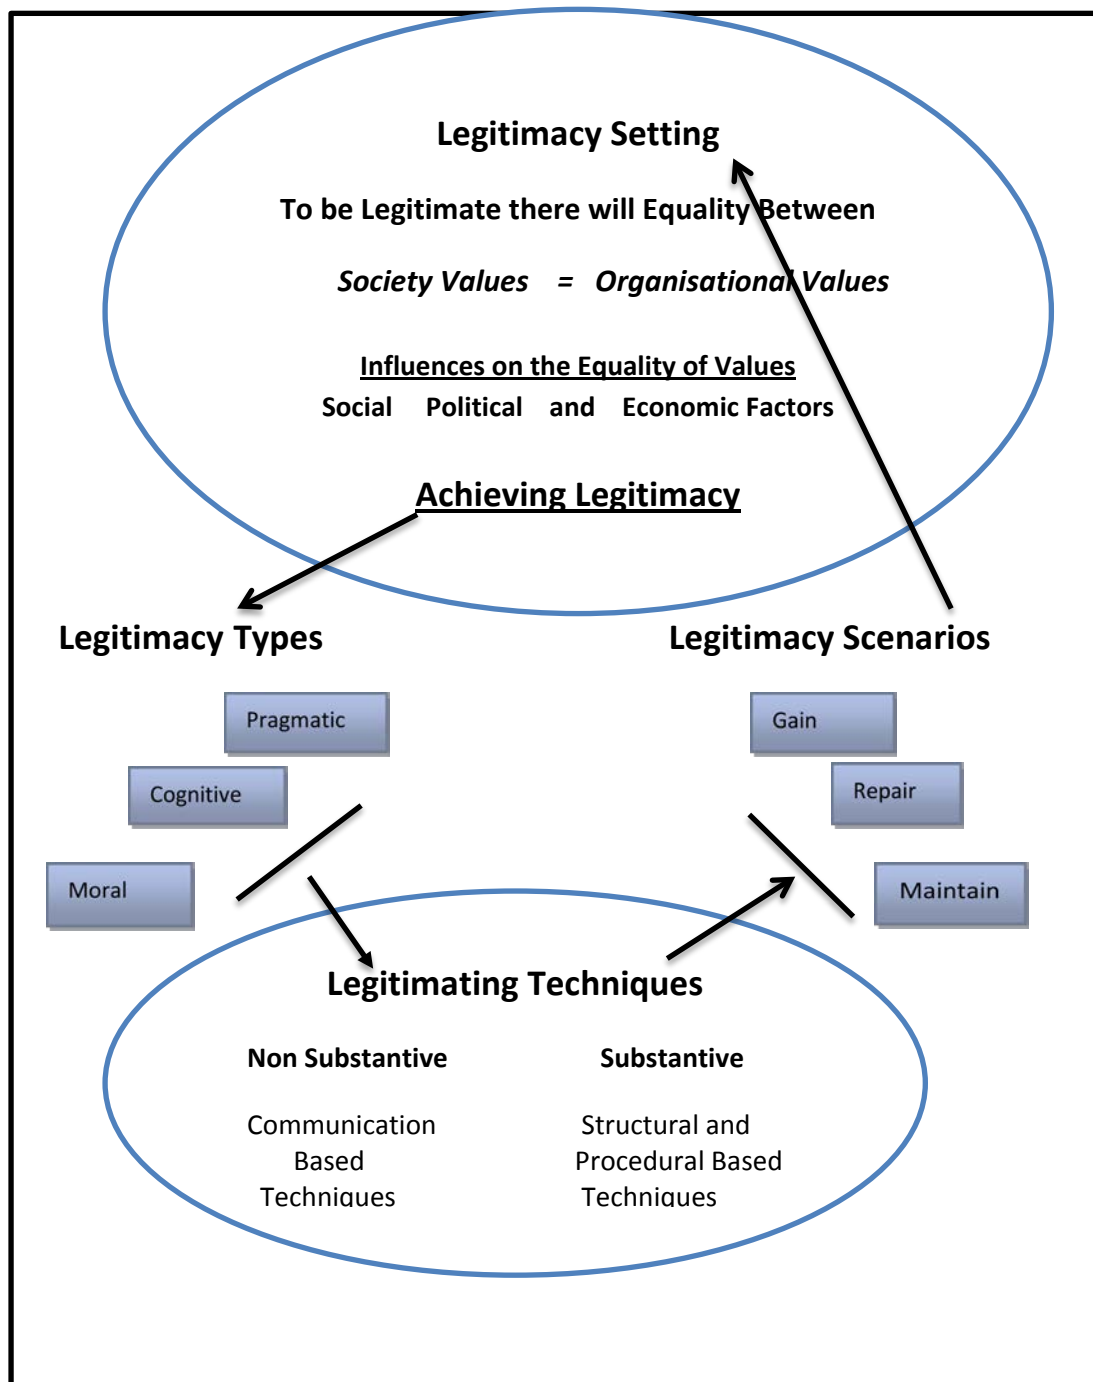 Legitimacy Setting
To be Legitimate there will Equality Between
Society Values = Organisational Values
Influences on the Equality of Values
Social Political and Economic Factors
Achieving Legitimacy
Legitimacy Types
Legitimacy Scenarios
Pragmatic
Cognitive
Moral
Gain
Repair
Maintain
Legitimating Techniques
Non Substantive
Communication
Based
Techniques
Substantive
Structural and
Procedural Based
Techniques